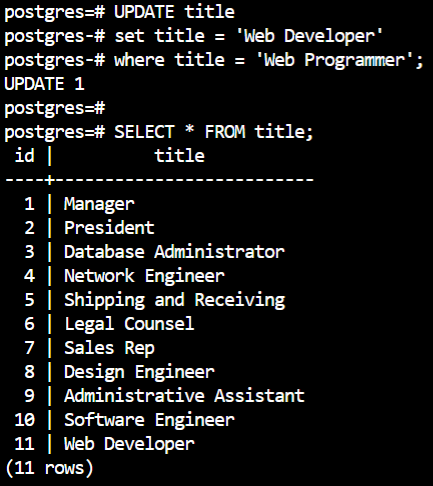 postgres=# UPDATE title
postgres-# set title = 'Web Developer'
postgres-# where title = 'Web Programmer';
UPDATE 1
postgres=#
postgres=# SELECT * FROM title;
 id |           title
----+---------------------------
  1 | Manager
  2 | President
  3 | Database Administrator
  4 | Network Engineer
  5 | Shipping and Receiving
  6 | Legal Counsel
  7 | Sales Rep
  8 | Design Engineer
  9 | Administrative Assistant
 10 | Software Engineer
 11 | Web Developer
(11 rows)